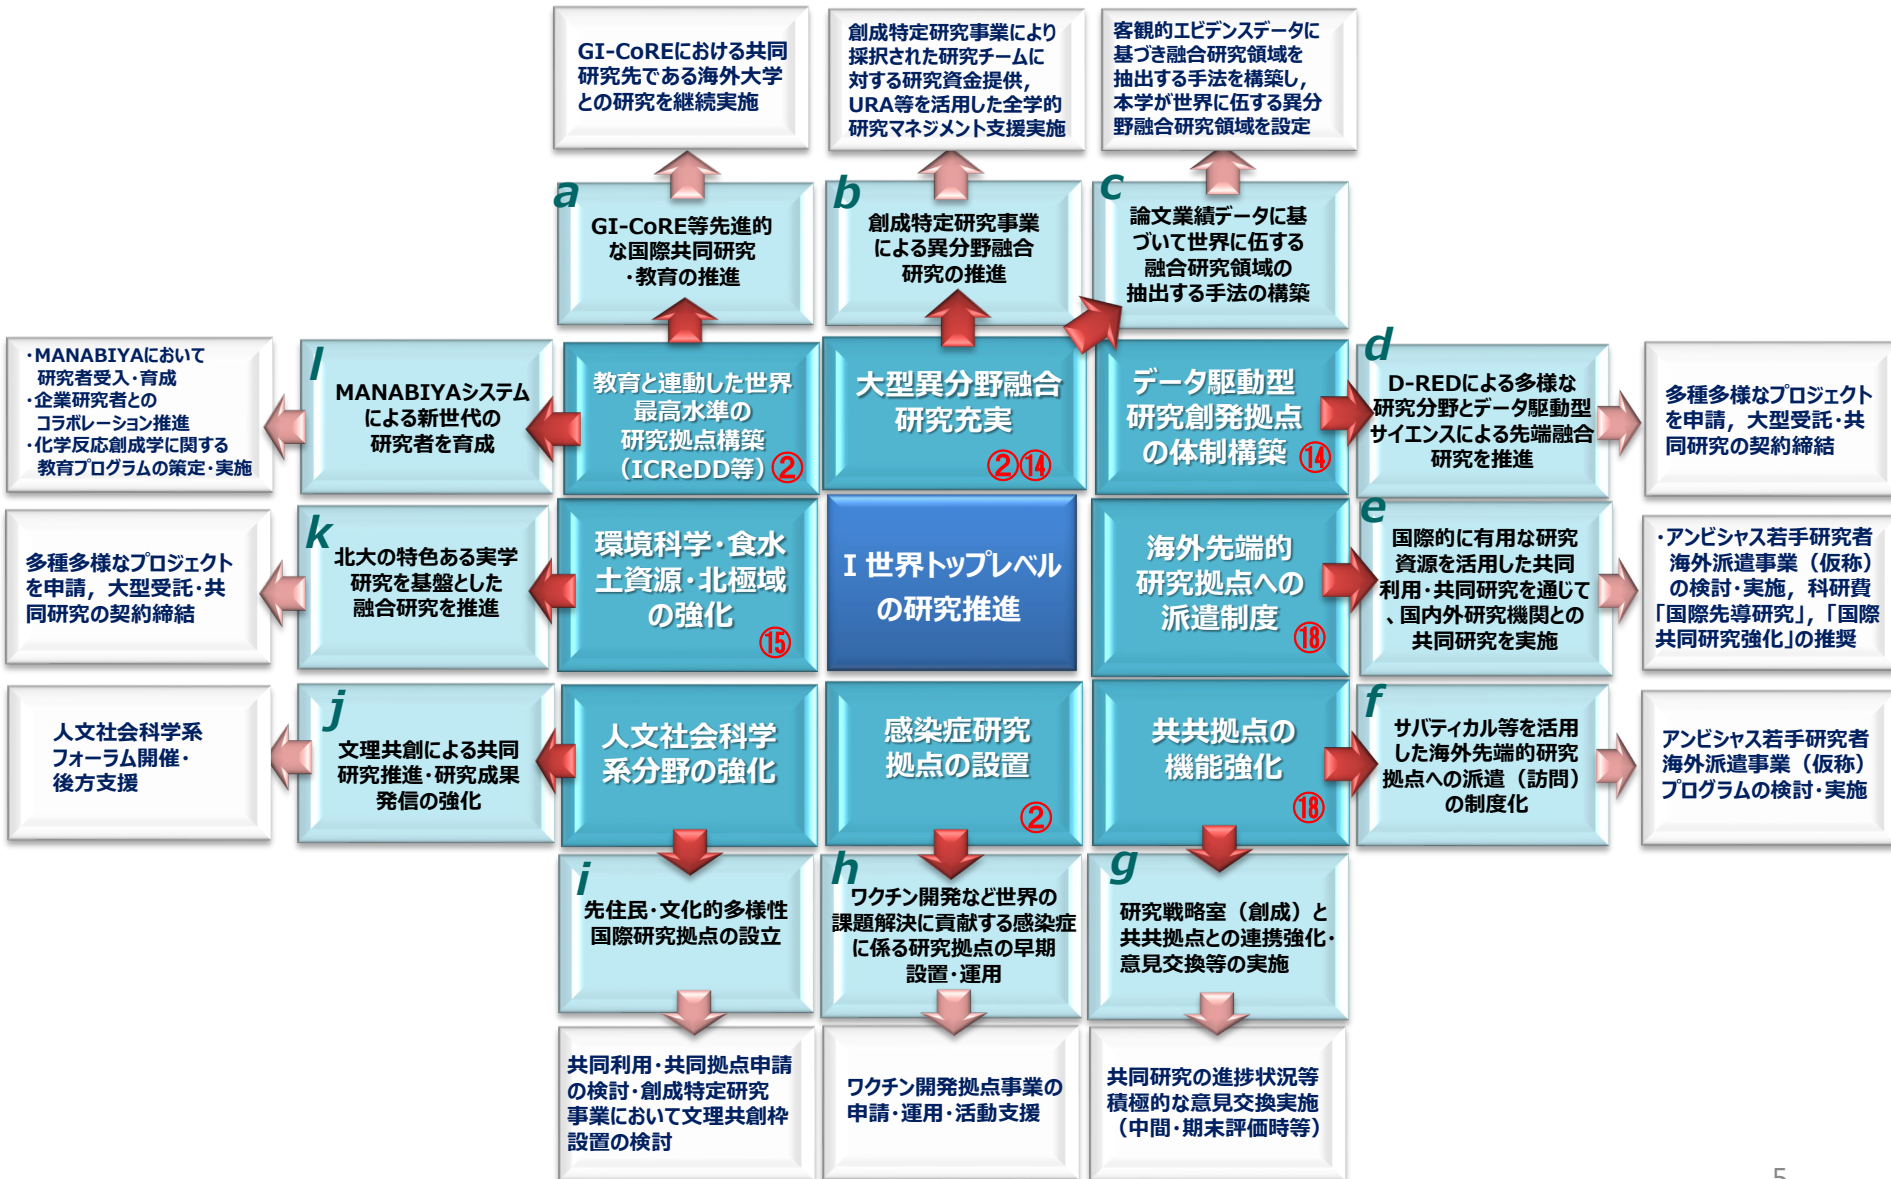 GI-CoREにおける共同
研究先である海外大学
との研究を継続実施
創成特定研究事業により
採択された研究チームに
対する研究資金提供，
URA等を活用した全学的
研究マネジメント支援実施
客観的エビデンスデータに
基づき融合研究領域を
抽出する手法を構築し，
本学が世界に伍する異分
野融合研究領域を設定
a
GI-CoRE等先進的
な国際共同研究
・教育の推進
b
創成特定研究事業
による異分野融合
研究の推進
c
論文業績データに基
づいて世界に伍する
融合研究領域の
抽出する手法の構築
・MANABIYAにおいて
研究者受入・育成
・企業研究者との
コラボレーション推進
・化学反応創成学に関する
教育プログラムの策定・実施
l
MANABIYAシステム
による新世代の
研究者を育成
教育と連動した世界
最高水準の
研究拠点構築
（ICReDD等）②
大型異分野融合
研究充実
②⑭
データ駆動型
研究創発拠点
の体制構築 ⑭
d
D-REDによる多様な
研究分野とデータ駆動型
サイエンスによる先端融合
研究を推進
多種多様なプロジェクト
を申請，大型受託・共
同研究の契約締結
多種多様なプロジェクト
を申請，大型受託・共
同研究の契約締結
k
北大の特色ある実学
研究を基盤とした
融合研究を推進
環境科学・食水
土資源・北極域
の強化
⑮
Ⅰ 世界トップレベル
の研究推進
海外先端的
研究拠点への
派遣制度
⑱
e
国際的に有用な研究
資源を活用した共同
利用・共同研究を通じて
、国内外研究機関との
共同研究を実施
・アンビシャス若手研究者
海外派遣事業（仮称）
の検討・実施，科研費
「国際先導研究」，「国際
共同研究強化」の推奨
人文社会科学系
フォーラム開催・
後方支援
j
文理共創による共同
研究推進・研究成果
発信の強化
人文社会科学
系分野の強化
感染症研究
拠点の設置
②
共共拠点の
機能強化
⑱
f
サバティカル等を活用
した海外先端的研究
拠点への派遣（訪問）
の制度化
アンビシャス若手研究者
海外派遣事業（仮称）
プログラムの検討・実施
i
先住民・文化的多様性
国際研究拠点の設立
h
ワクチン開発など世界の
課題解決に貢献する感染症
に係る研究拠点の早期
設置・運用
g
研究戦略室（創成）と
共共拠点との連携強化・
意見交換等の実施
共同利用・共同拠点申請
の検討・創成特定研究
事業において文理共創枠
設置の検討
ワクチン開発拠点事業の
申請・運用・活動支援
共同研究の進捗状況等
積極的な意見交換実施
（中間・期末評価時等）
5